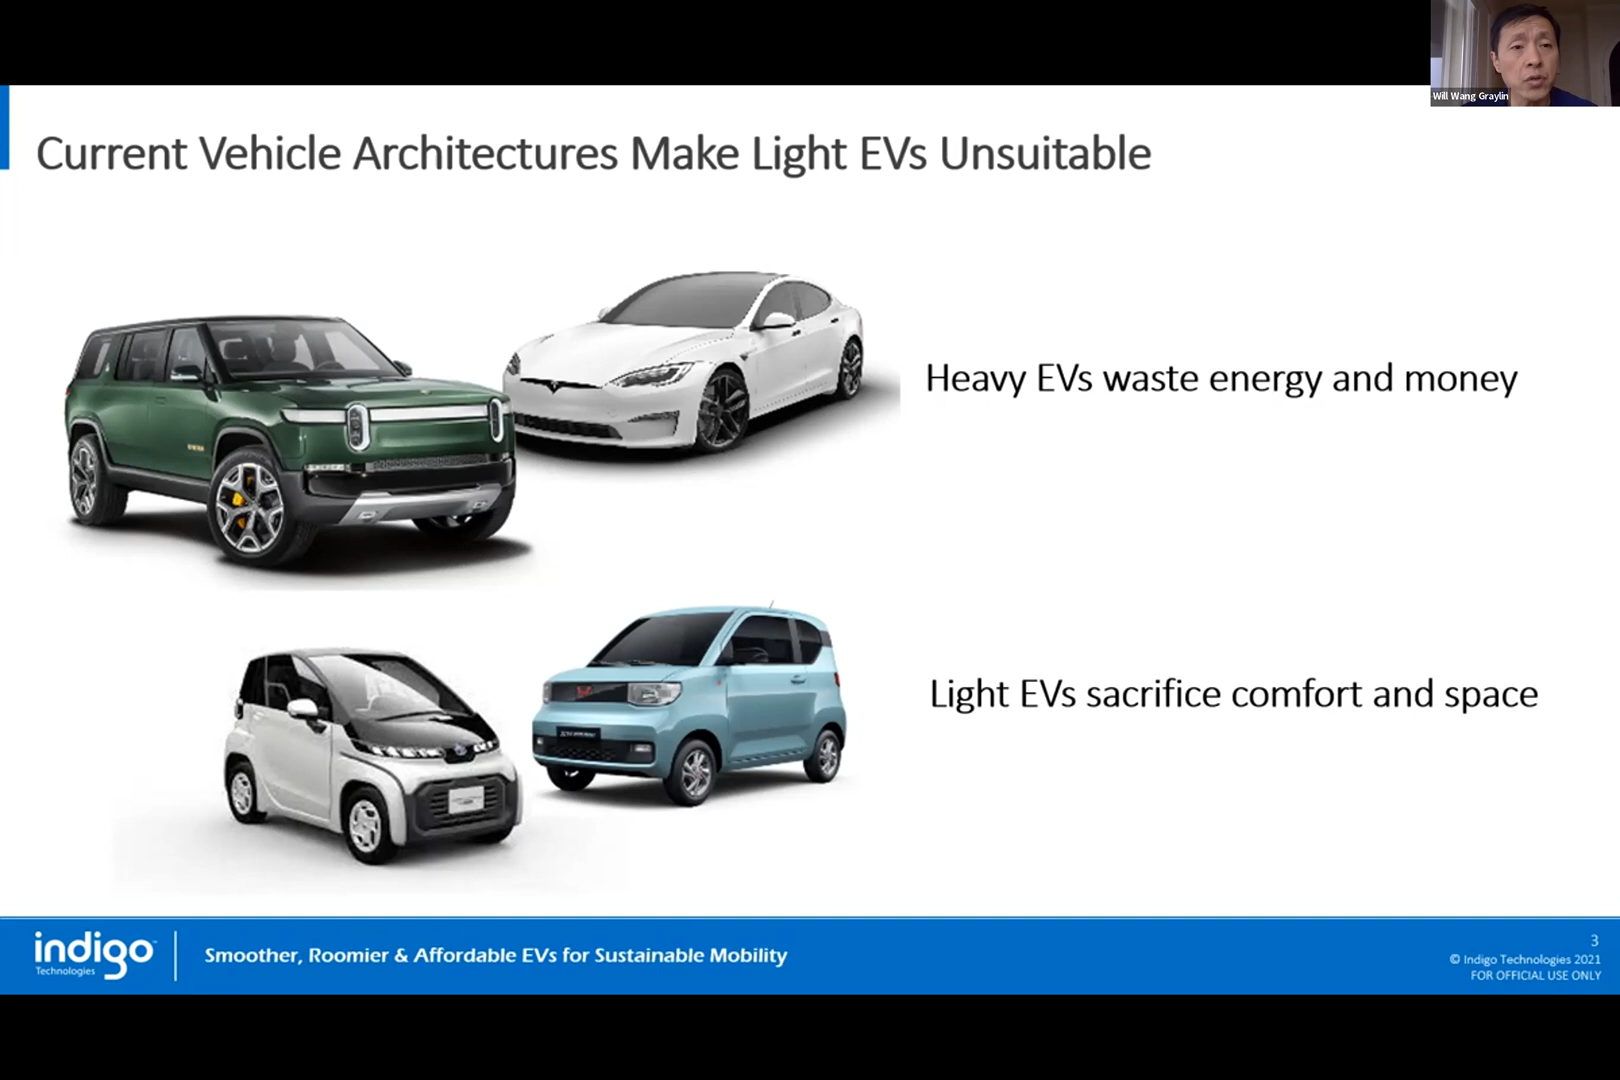 Will Wang Graylin
Current Vehicle Architectures Make Light EVs Unsuitable
Heavy EVs waste energy and money
Light EVs sacrifice comfort and space
indigo
Technologies
Smoother, Roomier & Affordable EVs for Sustainable Mobility
3
© Indigo Technologies 2021
FOR OFFICIAL USE ONLY